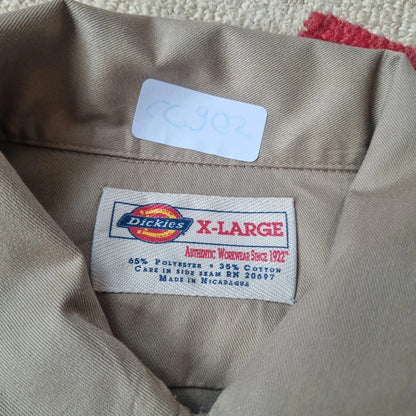 CC902
Dickies
X-LARGE
AUTHENTIC WORKWEAR SINCE 1922™
65% POLYESTER • 35% COTTON
CARE IN SIDE SEAM RN 20697
MADE IN NICARAGUA